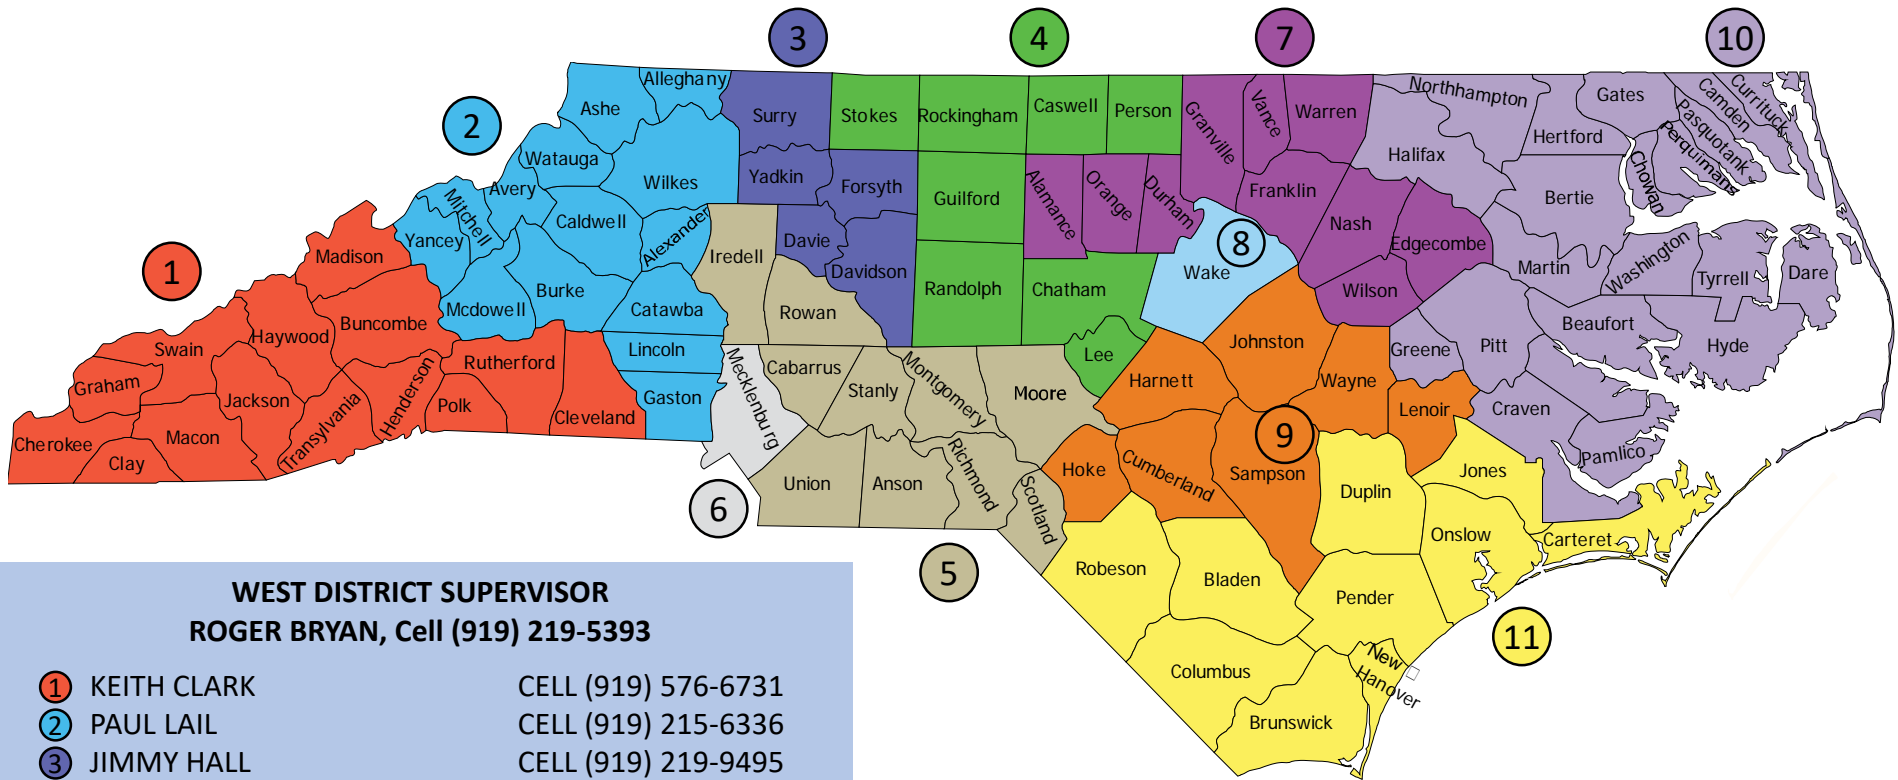 3
4
7
10
Alleghany
Ashe
Surry
Stokes
Rockingham
Caswell
Person
Granville
Vance
Warren
Northhampton
Gates
Camden
Currituck
2
Watauga
Wilkes
Yadkin
Forsyth
Guilford
Alamance
Orange
Durham
Franklin
Halifax
Hertford
Pasquotank
Perquimans
Chowan
Bertie
Avery
Mitchell
Caldwell
Alexander
Yancey
Iredell
Davie
Davidson
8
Wake
Nash
Edgecombe
Martin
Washington
Tyrrell
Dare
1
Madison
Mcdowell
Burke
Catawba
Rowan
Randolph
Chatham
Wilson
Haywood
Buncombe
Lincoln
Johnston
Greene
Pitt
Beaufort
Hyde
Swain
Graham
Rutherford
Mecklenburg
Cabarrus
Stanly
Montgomery
Moore
Lee
Harnett
Wayne
Lenoir
Craven
Jackson
Transylvania
Henderson
Polk
Cleveland
Gaston
Cherokee
Clay
Macon
9
Union
Anson
Richmond
Scotland
Hoke
Cumberland
Sampson
Duplin
Jones
Pamlico
6
5
Onslow
Carteret
Robeson
Bladen
Pender
11
Columbus
New
Hanover
Brunswick
WEST DISTRICT SUPERVISOR
ROGER BRYAN, Cell (919) 219-5393
1 KEITH CLARK CELL (919) 576-6731
2 PAUL LAIL CELL (919) 215-6336
3 JIMMY HALL CELL (919) 219-9495